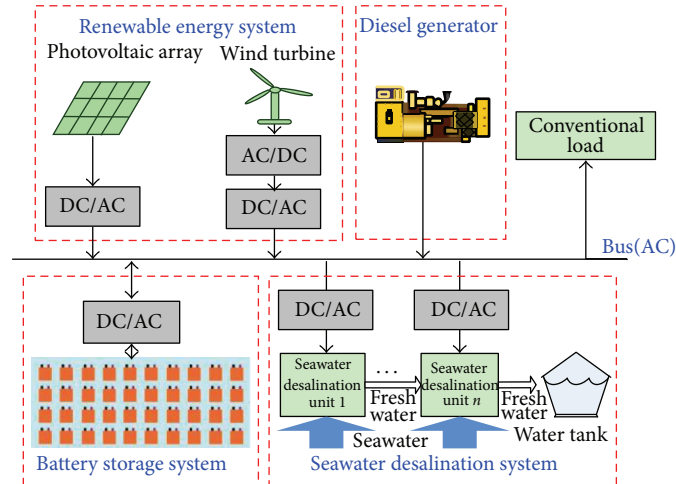 Renewable energy system
Diesel generator
Photovoltaic array
Wind turbine
AC/DC
DC/AC
DC/AC
Conventional
load
Bus(AC)
DC/AC
DC/AC
DC/AC
Seawater
desalination
unit 1
...
Fresh
water
Seawater
desalination
unit n
Fresh
water
Seawater
Water tank
Battery storage system
Seawater desalination system